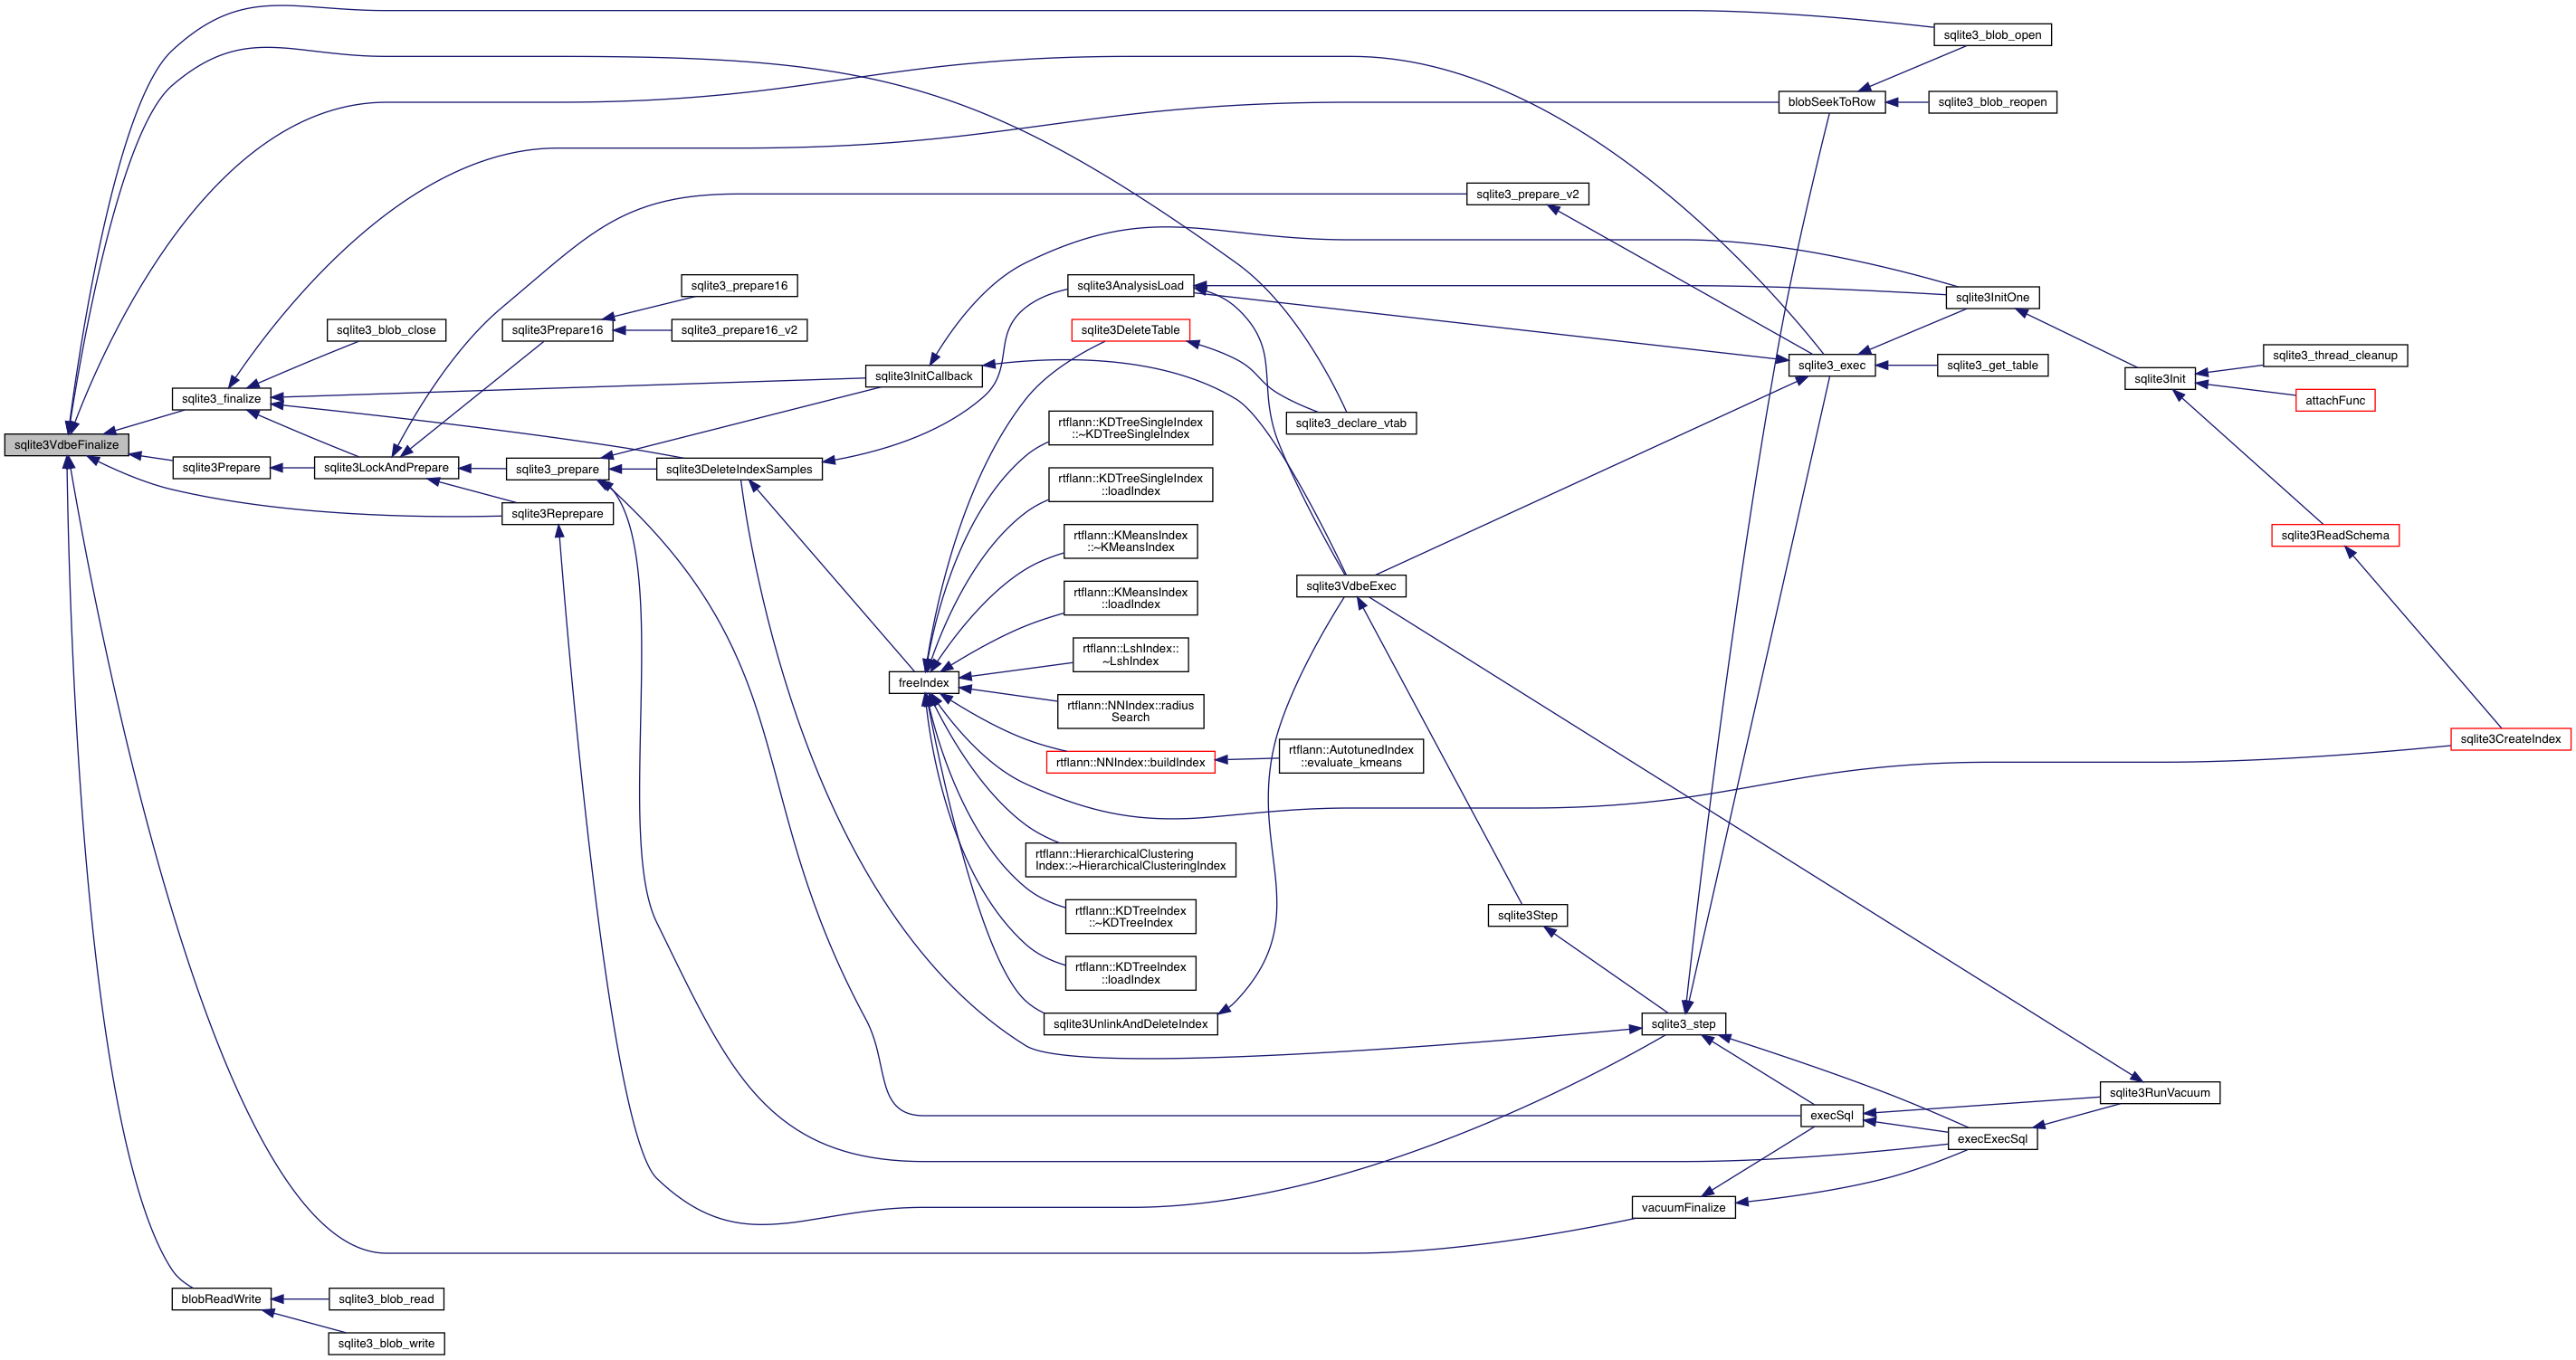 sqlite3_blob_open
blobSeekToRow
sqlite3_blob_reopen
sqlite3_prepare_v2
sqlite3_prepare16
sqlite3AnalysisLoad
sqlite3InitOne
sqlite3_blob_close
sqlite3Prepare16
sqlite3_prepare16_v2
sqlite3DeleteTable
sqlite3_thread_cleanup
sqlite3_exec
sqlite3_get_table
sqlite3InitCallback
sqlite3Init
sqlite3_finalize
attachFunc
sqlite3_declare_vtab
rtflann::KDTreeSingleIndex
::~KDTreeSingleIndex
sqlite3VdbeFinalize
sqlite3Prepare
sqlite3LockAndPrepare
sqlite3_prepare
sqlite3DeleteIndexSamples
rtflann::KDTreeSingleIndex
::loadIndex
sqlite3Reprepare
rtflann::KMeansIndex
::~KMeansIndex
sqlite3ReadSchema
sqlite3VdbeExec
rtflann::KMeansIndex
::loadIndex
rtflann::LshIndex::
~LshIndex
freeIndex
rtflann::NNIndex::radius
Search
sqlite3CreateIndex
rtflann::NNIndex::buildIndex
rtflann::AutotunedIndex
::evaluate_kmeans
rtflann::HierarchicalClustering
Index::~HierarchicalClusteringIndex
rtflann::KDTreeIndex
::~KDTreeIndex
sqlite3Step
rtflann::KDTreeIndex
::loadIndex
sqlite3UnlinkAndDeleteIndex
sqlite3_step
sqlite3RunVacuum
execSql
execExecSql
vacuumFinalize
blobReadWrite
sqlite3_blob_read
sqlite3_blob_write